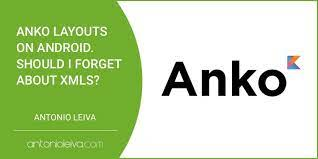 ANKO LAYOUTS
ON ANDROID.
SHOULD I FORGET
ABOUT XMLS?
ANTONIO LEIVA
antonioleiva.com
Anko